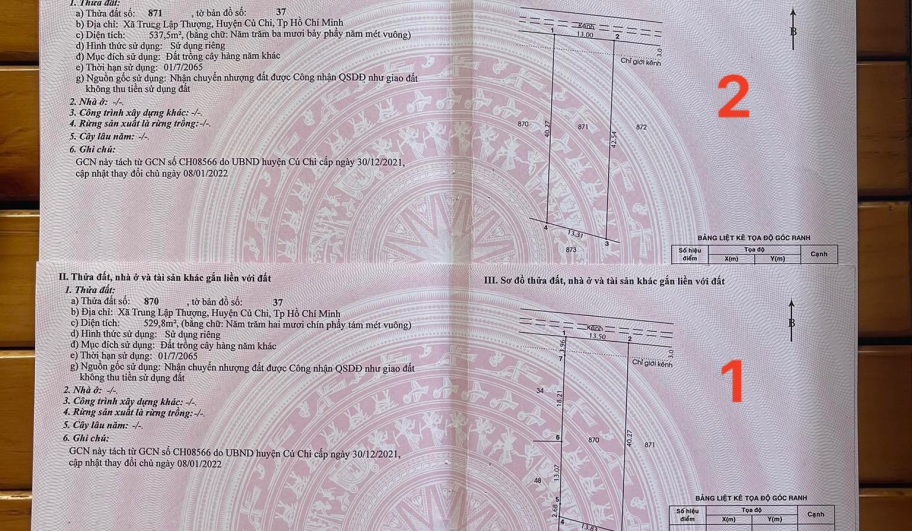 1. Thửa đất:
a) Thửa đất số: 871 , tờ bản đồ số: 37
b) Địa chỉ: Xã Trung Lập Thượng, Huyện Củ Chi, Tp Hồ Chí Minh
c) Diện tích: 537,5m², (bằng chữ: Năm trăm ba mươi bảy phẩy năm mét vuông)
d) Hình thức sử dụng: Sử dụng riêng
đ) Mục đích sử dụng: Đất trồng cây hàng năm khác
e) Thời hạn sử dụng: 01/7/2065
g) Nguồn gốc sử dụng: Nhận chuyển nhượng đất được Công nhận QSDĐ như giao đất
không thu tiền sử dụng đất
2. Nhà ở: -/-.
3. Công trình xây dựng khác: -/-.
4. Rừng sản xuất là rừng trồng:-/-.
5. Cây lâu năm: -/-.
6. Ghi chú:
GCN này tách từ GCN số CH08566 do UBND huyện Củ Chi cấp ngày 30/12/2021,
cập nhật thay đổi chủ ngày 08/01/2022
Kênh
1 13.00 2
3.0
Chỉ giới kênh
B
2
870 40.27 871 42.54 872
4 13.31 3
873
BẢNG LIỆT KÊ TỌA ĐỘ GÓC RANH
Số hiệu điểm Tọa độ Cạnh
X(m) Y(m)
II. Thửa đất, nhà ở và tài sản khác gắn liền với đất
1. Thửa đất:
a) Thửa đất số: 870 , tờ bản đồ số: 37
b) Địa chỉ: Xã Trung Lập Thượng, Huyện Củ Chi, Tp Hồ Chí Minh
c) Diện tích: 529,8m², (bằng chữ: Năm trăm hai mươi chín phẩy tám mét vuông)
d) Hình thức sử dụng: Sử dụng riêng
đ) Mục đích sử dụng: Đất trồng cây hàng năm khác
e) Thời hạn sử dụng: 01/7/2065
g) Nguồn gốc sử dụng: Nhận chuyển nhượng đất được Công nhận QSDĐ như giao đất
không thu tiền sử dụng đất
2. Nhà ở: -/-.
3. Công trình xây dựng khác: -/-.
4. Rừng sản xuất là rừng trồng:-/-.
5. Cây lâu năm: -/-.
6. Ghi chú:
GCN này tách từ GCN số CH08566 do UBND huyện Củ Chi cấp ngày 30/12/2021,
cập nhật thay đổi chủ ngày 08/01/2022
III. Sơ đồ thửa đất, nhà ở và tài sản khác gắn liền với đất
Kênh
1 13.50 2
3.0
7
Chỉ giới kênh
B
1
34 18.21
6 870 40.27 871
48 13.07
5
2.68
4 13.83
BẢNG LIỆT KÊ TỌA ĐỘ GÓC RANH
Số hiệu điểm Tọa độ Cạnh
X(m) Y(m)